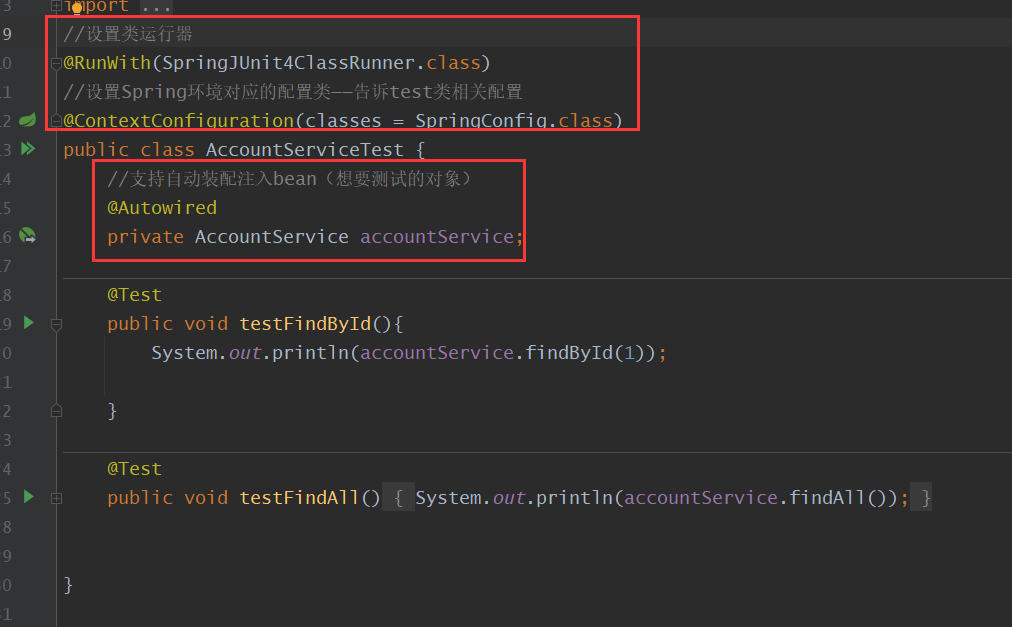 3 import ...
9 //设置类运行器
0 @RunWith(SpringJUnit4ClassRunner.class)
1 //设置Spring环境对应的配置类——告诉test类相关配置
2 @ContextConfiguration(classes = SpringConfig.class)
3 public class AccountServiceTest {
4 //支持自动装配注入bean（想要测试的对象）
5 @Autowired
6 private AccountService accountService;
7
8 @Test
9 public void testFindById(){
0 System.out.println(accountService.findById(1));
1
2 }
3
4 @Test
5 public void testFindAll() { System.out.println(accountService.findAll()); }
8
9
0 }
1